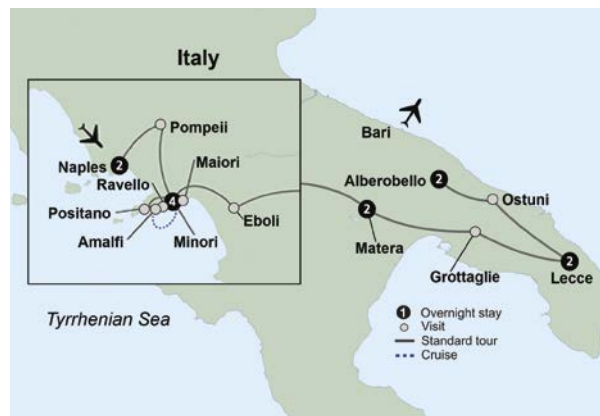 Italy
Pompeii
Naples
2
Ravello
Maiori
4
Positano
Amalfi
Minori
Eboli
Bari
Alberobello
2
Ostuni
2
Matera
Grottaglie
2
Lecce
Tyrrhenian Sea
1 Overnight stay
Visit
Standard tour
Cruise